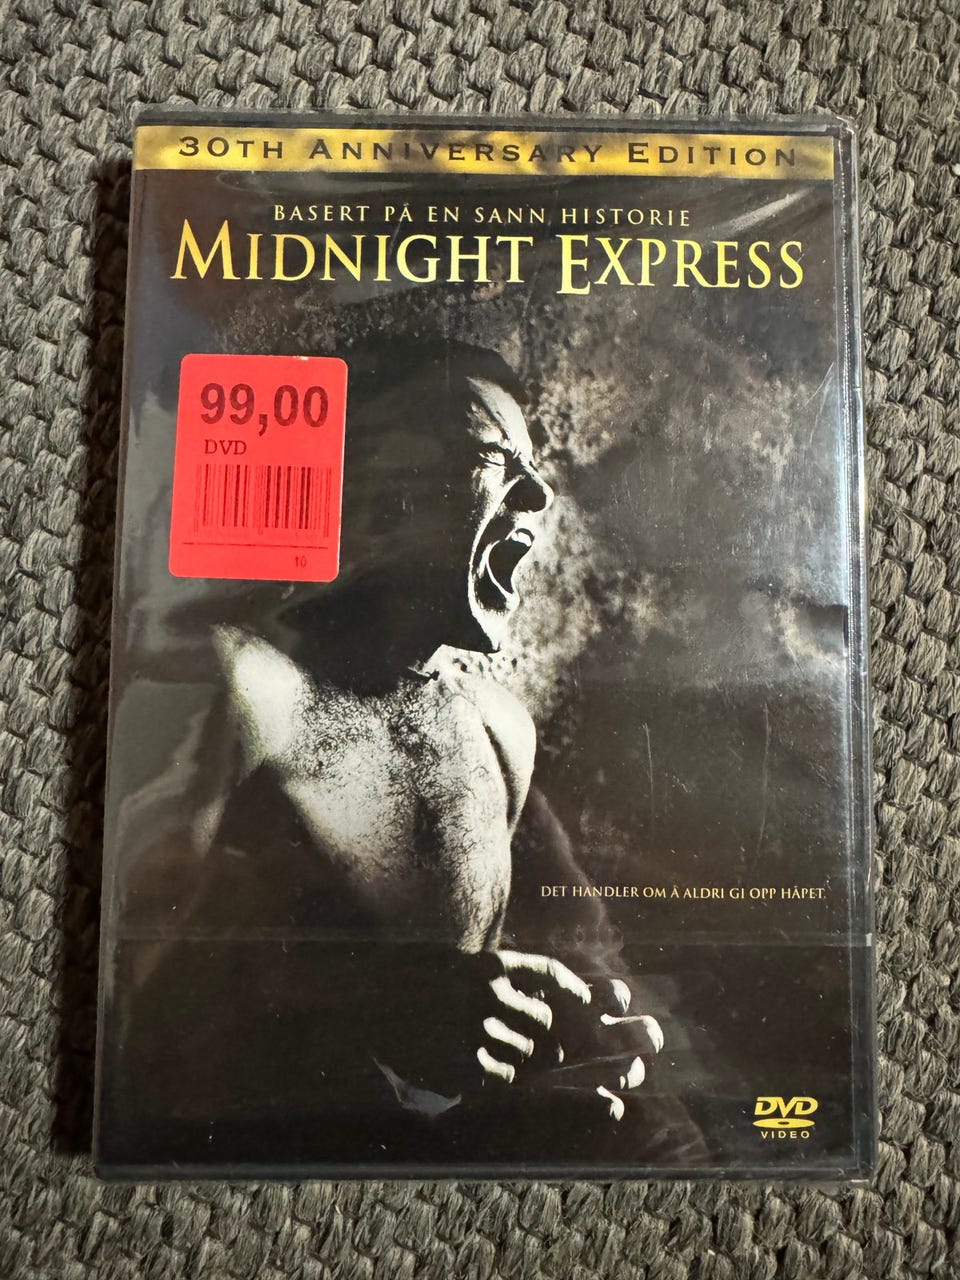 30TH ANNIVERSARY EDITION
BASERT PÅ EN SANN HISTORIE
MIDNIGHT EXPRESS
99,00
DVD
10
DET HANDLER OM Å ALDRI GI OPP HÅPET.
DVD
VIDEO